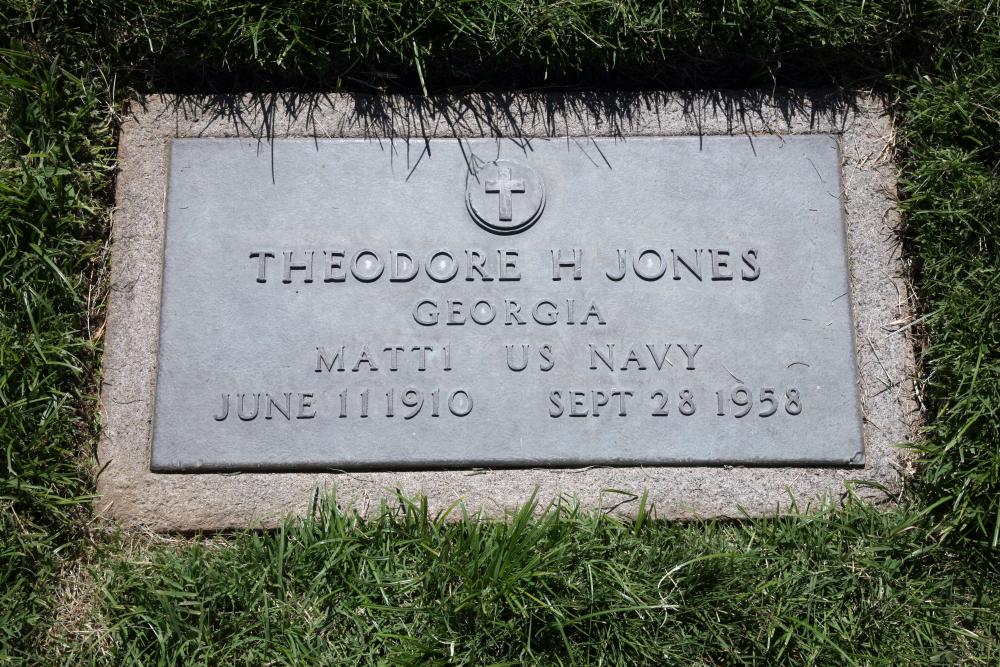 THEODORE H JONES
GEORGIA
MATT1 US NAVY
JUNE 11 1910 SEPT 28 1958